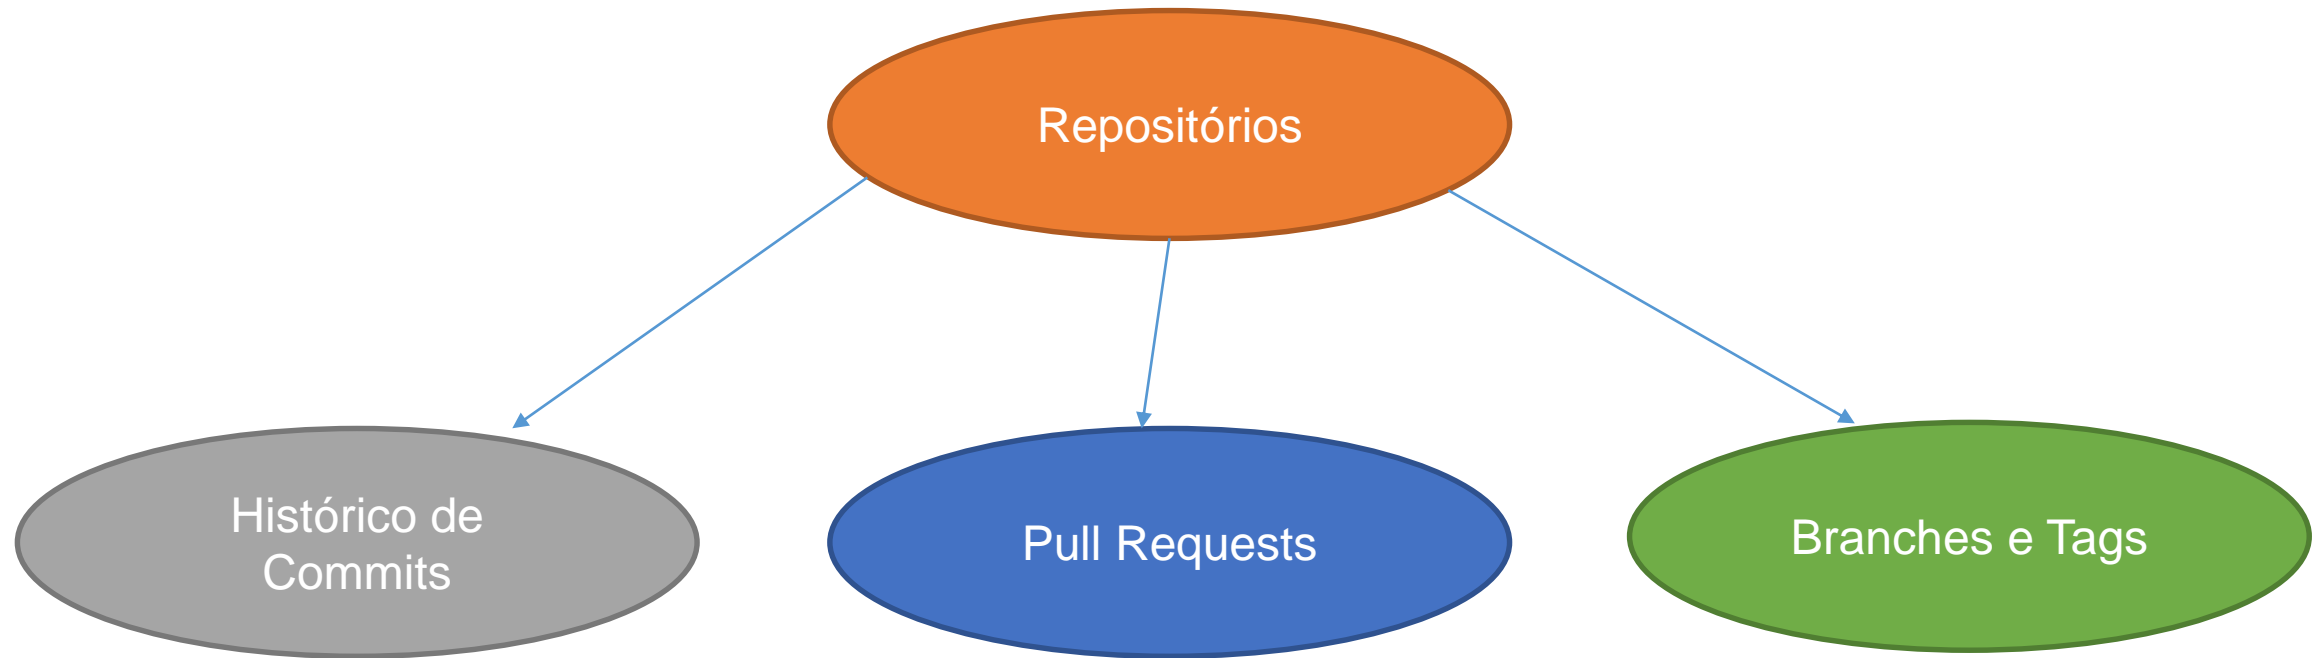 Repositórios
Histórico de
Commits
Pull Requests
Branches e Tags